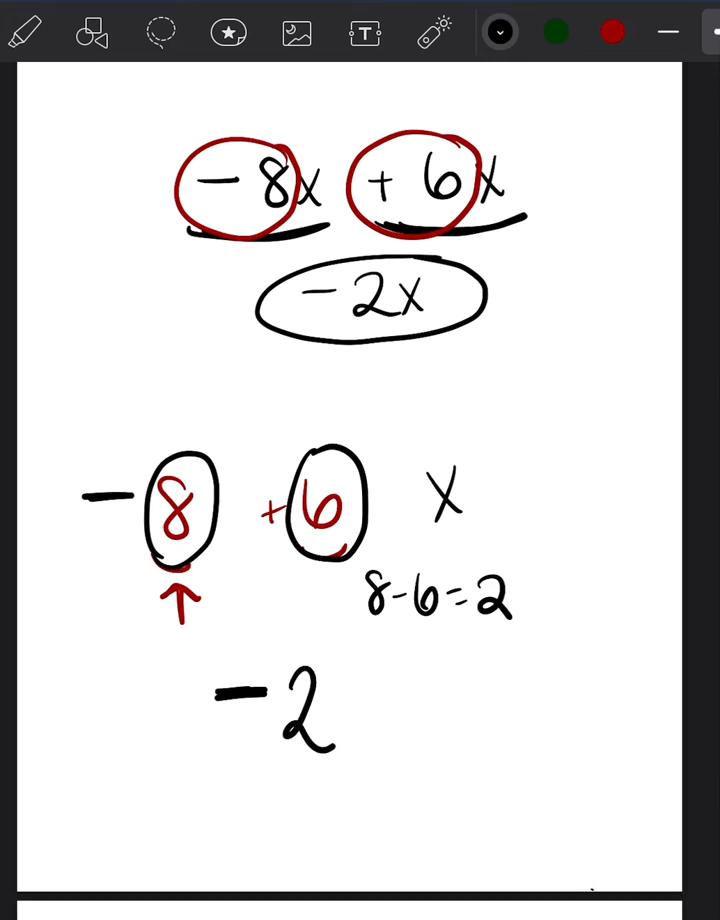 - 8x + 6x
- 2x
- 8 + 6 x
8-6=2
- 2